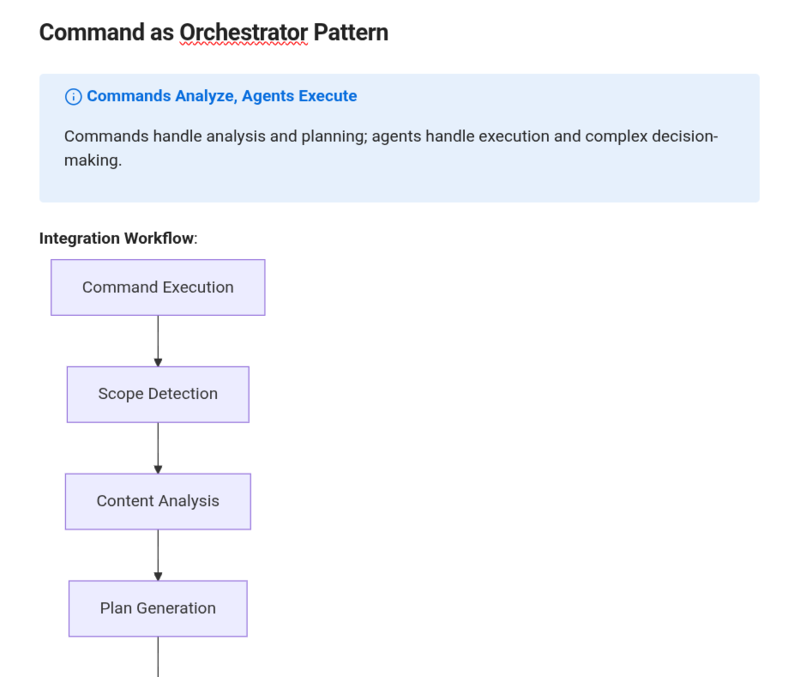 Command as Orchestrator Pattern
Commands Analyze, Agents Execute
Commands handle analysis and planning; agents handle execution and complex decision-
making.
Integration Workflow:
Command Execution
Scope Detection
Content Analysis
Plan Generation